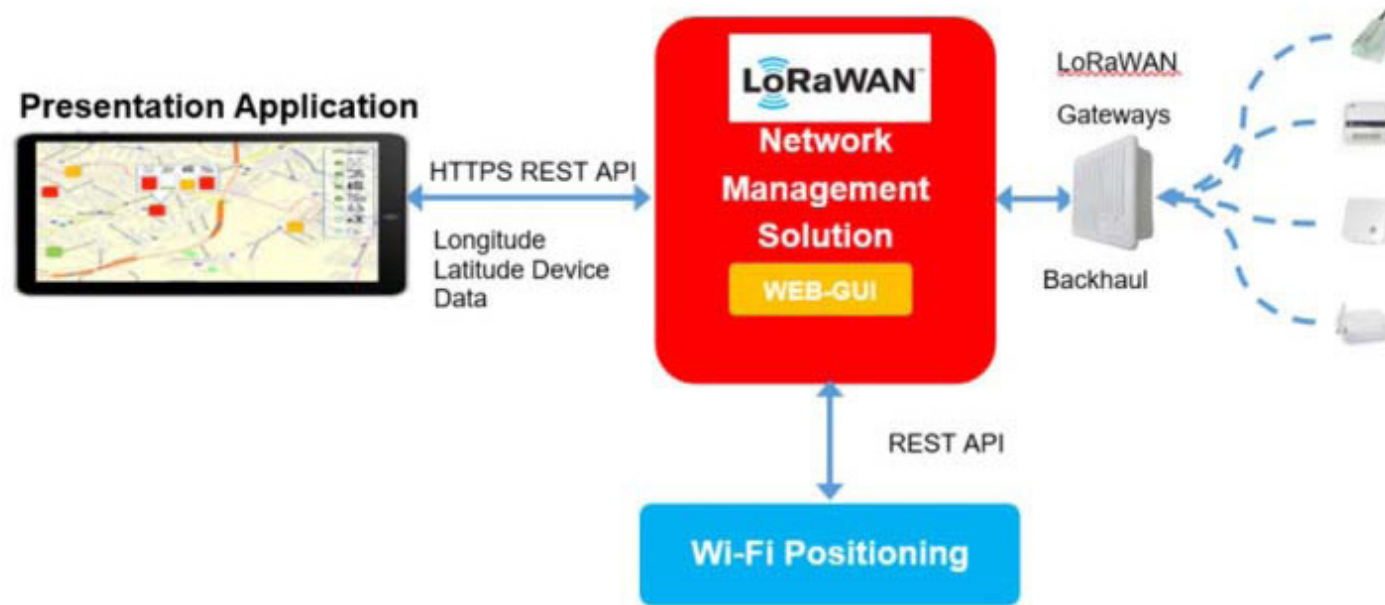 Presentation Application
HTTPS REST API
Longitude
Latitude Device
Data
LoRaWAN™
Network
Management
Solution
WEB-GUI
LoRaWAN
Gateways
Backhaul
REST API
Wi-Fi Positioning